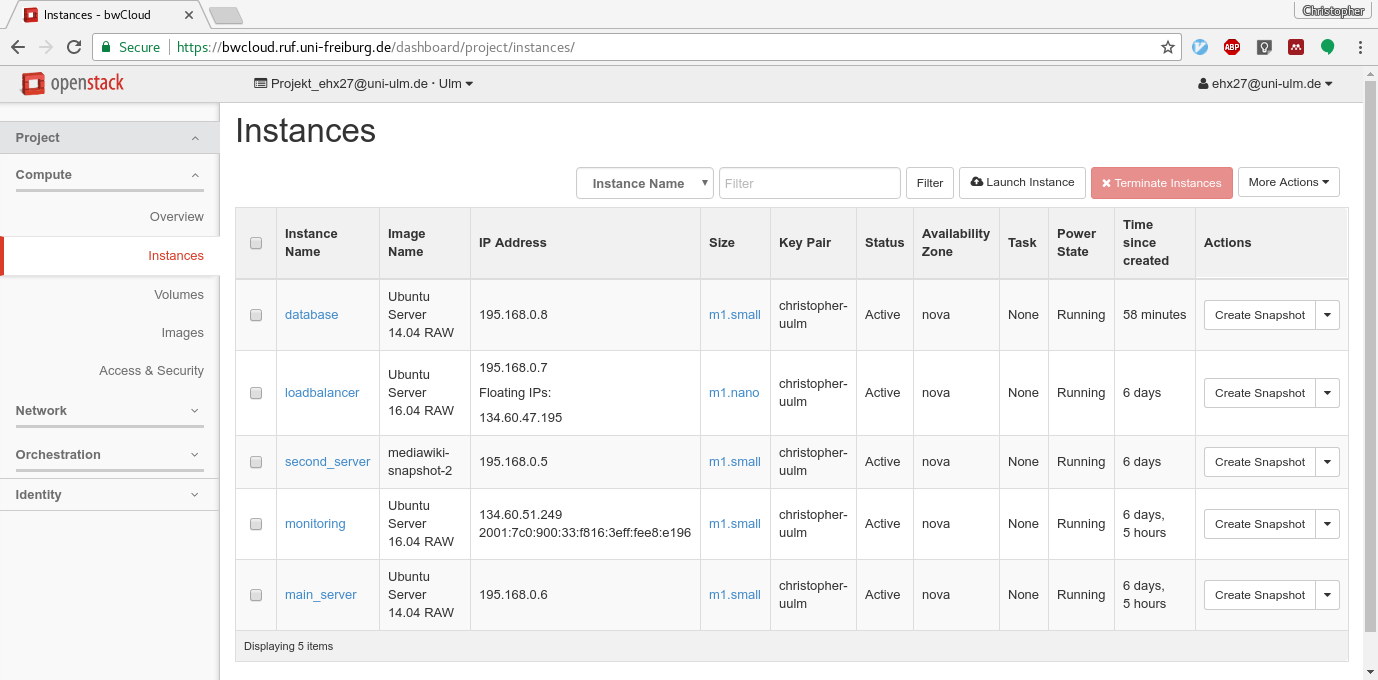 Instances - bwCloud
Christopher
Secure https://bwcloud.ruf.uni-freiburg.de/dashboard/project/instances/
ABP
openstack
Projekt_ehx27@uni-ulm.de · Ulm
ehx27@uni-ulm.de
Project
Compute
Overview
Instances
Volumes
Images
Access & Security
Network
Orchestration
Identity
Instances
Instance Name
Filter
Filter
Launch Instance
Terminate Instances
More Actions
Instance Name
Image Name
IP Address
Size
Key Pair
Status
Availability Zone
Task
Power State
Time since created
Actions
database
Ubuntu
Server
14.04 RAW
195.168.0.8
m1.small
christopher-
uulm
Active
nova
None
Running
58 minutes
Create Snapshot
loadbalancer
Ubuntu
Server
16.04 RAW
195.168.0.7
Floating IPs:
134.60.47.195
m1.nano
christopher-
uulm
Active
nova
None
Running
6 days
Create Snapshot
second_server
mediawiki-
snapshot-2
195.168.0.5
m1.small
christopher-
uulm
Active
nova
None
Running
6 days
Create Snapshot
monitoring
Ubuntu
Server
16.04 RAW
134.60.51.249
2001:7c0:900:33:f816:3eff:fee8:e196
m1.small
christopher-
uulm
Active
nova
None
Running
6 days,
5 hours
Create Snapshot
main_server
Ubuntu
Server
14.04 RAW
195.168.0.6
m1.small
christopher-
uulm
Active
nova
None
Running
6 days,
5 hours
Create Snapshot
Displaying 5 items